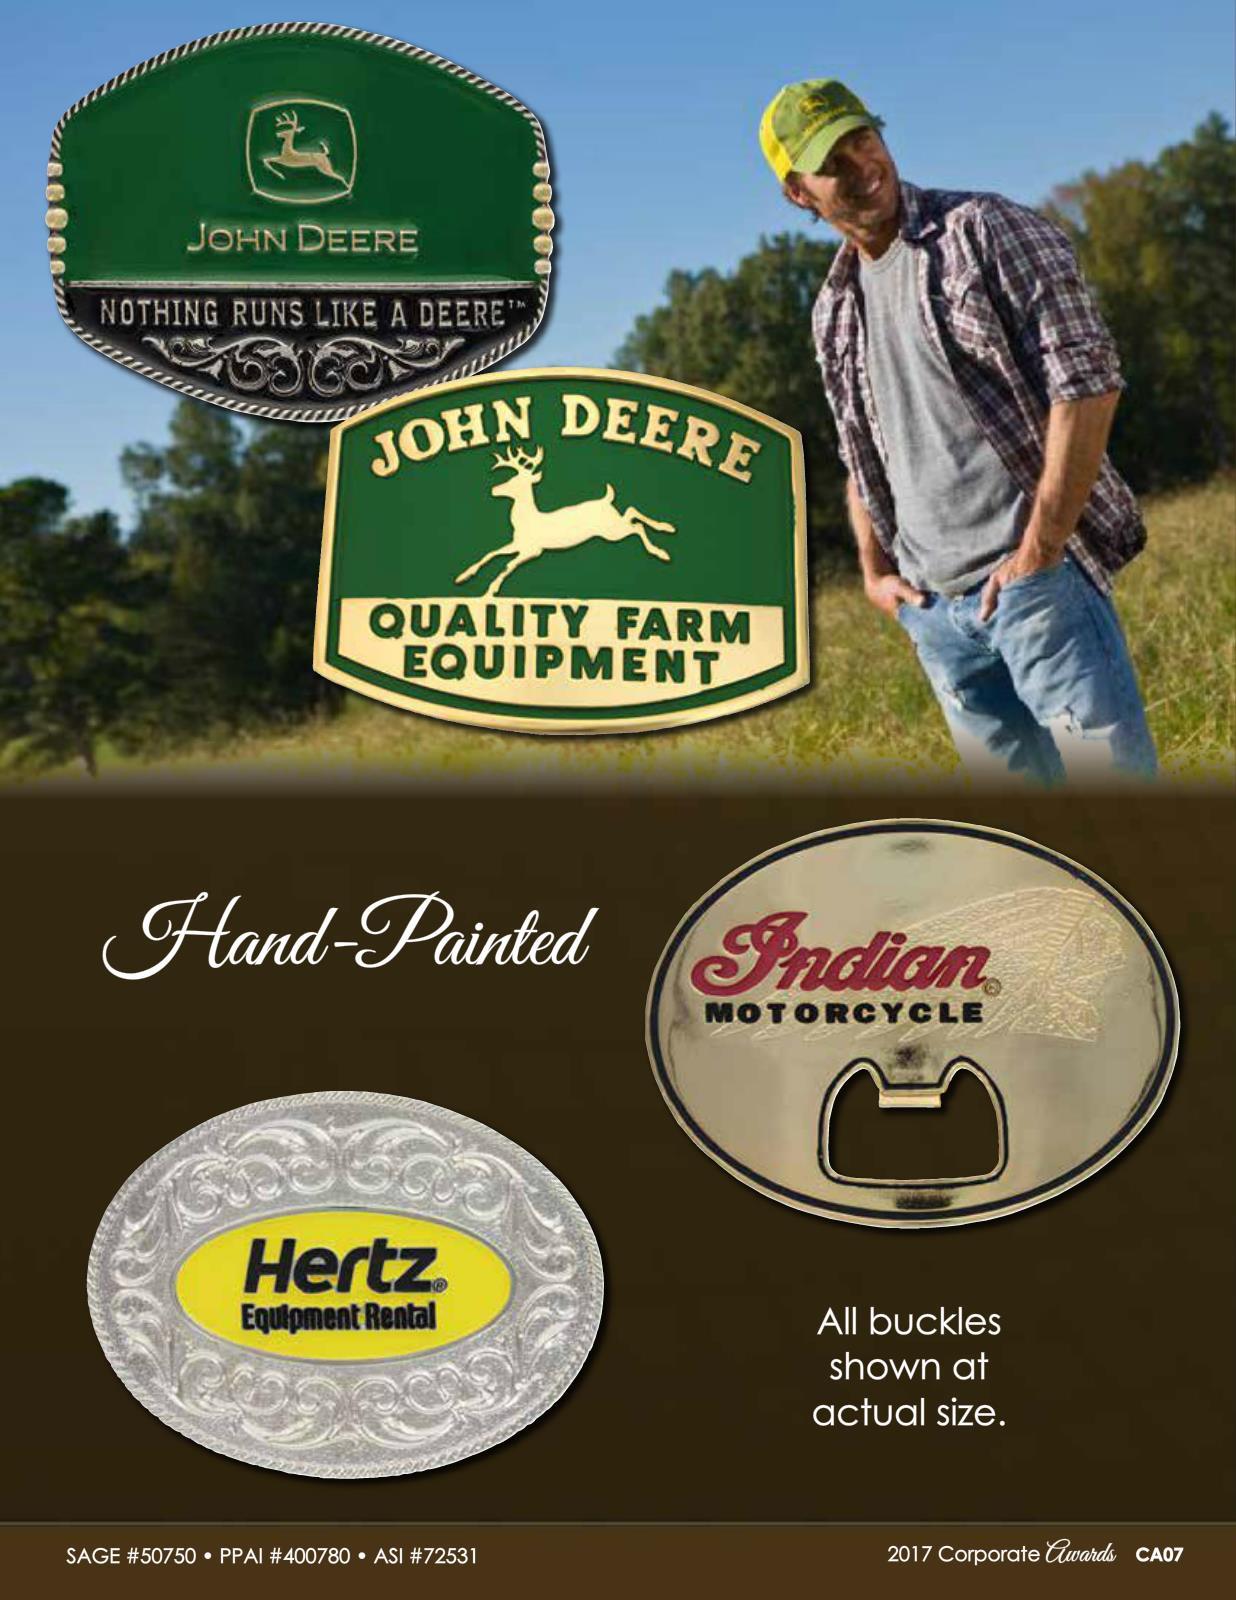 JOHN DEERE
NOTHING RUNS LIKE A DEERE™
JOHN DEERE
QUALITY FARM
EQUIPMENT
Hand-Painted
Indian©
MOTORCYCLE
Hertz®
Equipment Rental
All buckles
shown at
actual size.
SAGE #50750 • PPAI #400780 • ASI #72531
2017 Corporate Awards CA07